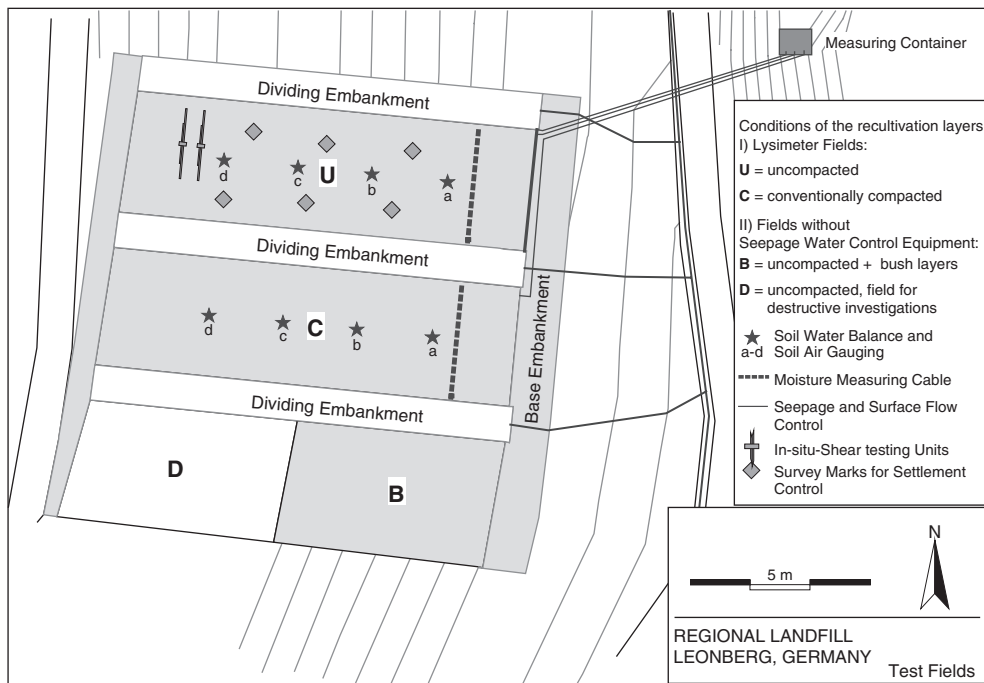 Measuring Container
Dividing Embankment
d
c
U
b
a
Dividing Embankment
d
c
C
b
a
Base Embankment
Dividing Embankment
D
B
Conditions of the recultivation layers
I) Lysimeter Fields:
U = uncompacted
C = conventionally compacted
II) Fields without
Seepage Water Control Equipment:
B = uncompacted + bush layers
D = uncompacted, field for
destructive investigations
Soil Water Balance and
a-d Soil Air Gauging
Moisture Measuring Cable
Seepage and Surface Flow
Control
In-situ-Shear testing Units
Survey Marks for Settlement
Control
5 m
N
REGIONAL LANDFILL
LEONBERG, GERMANY
Test Fields